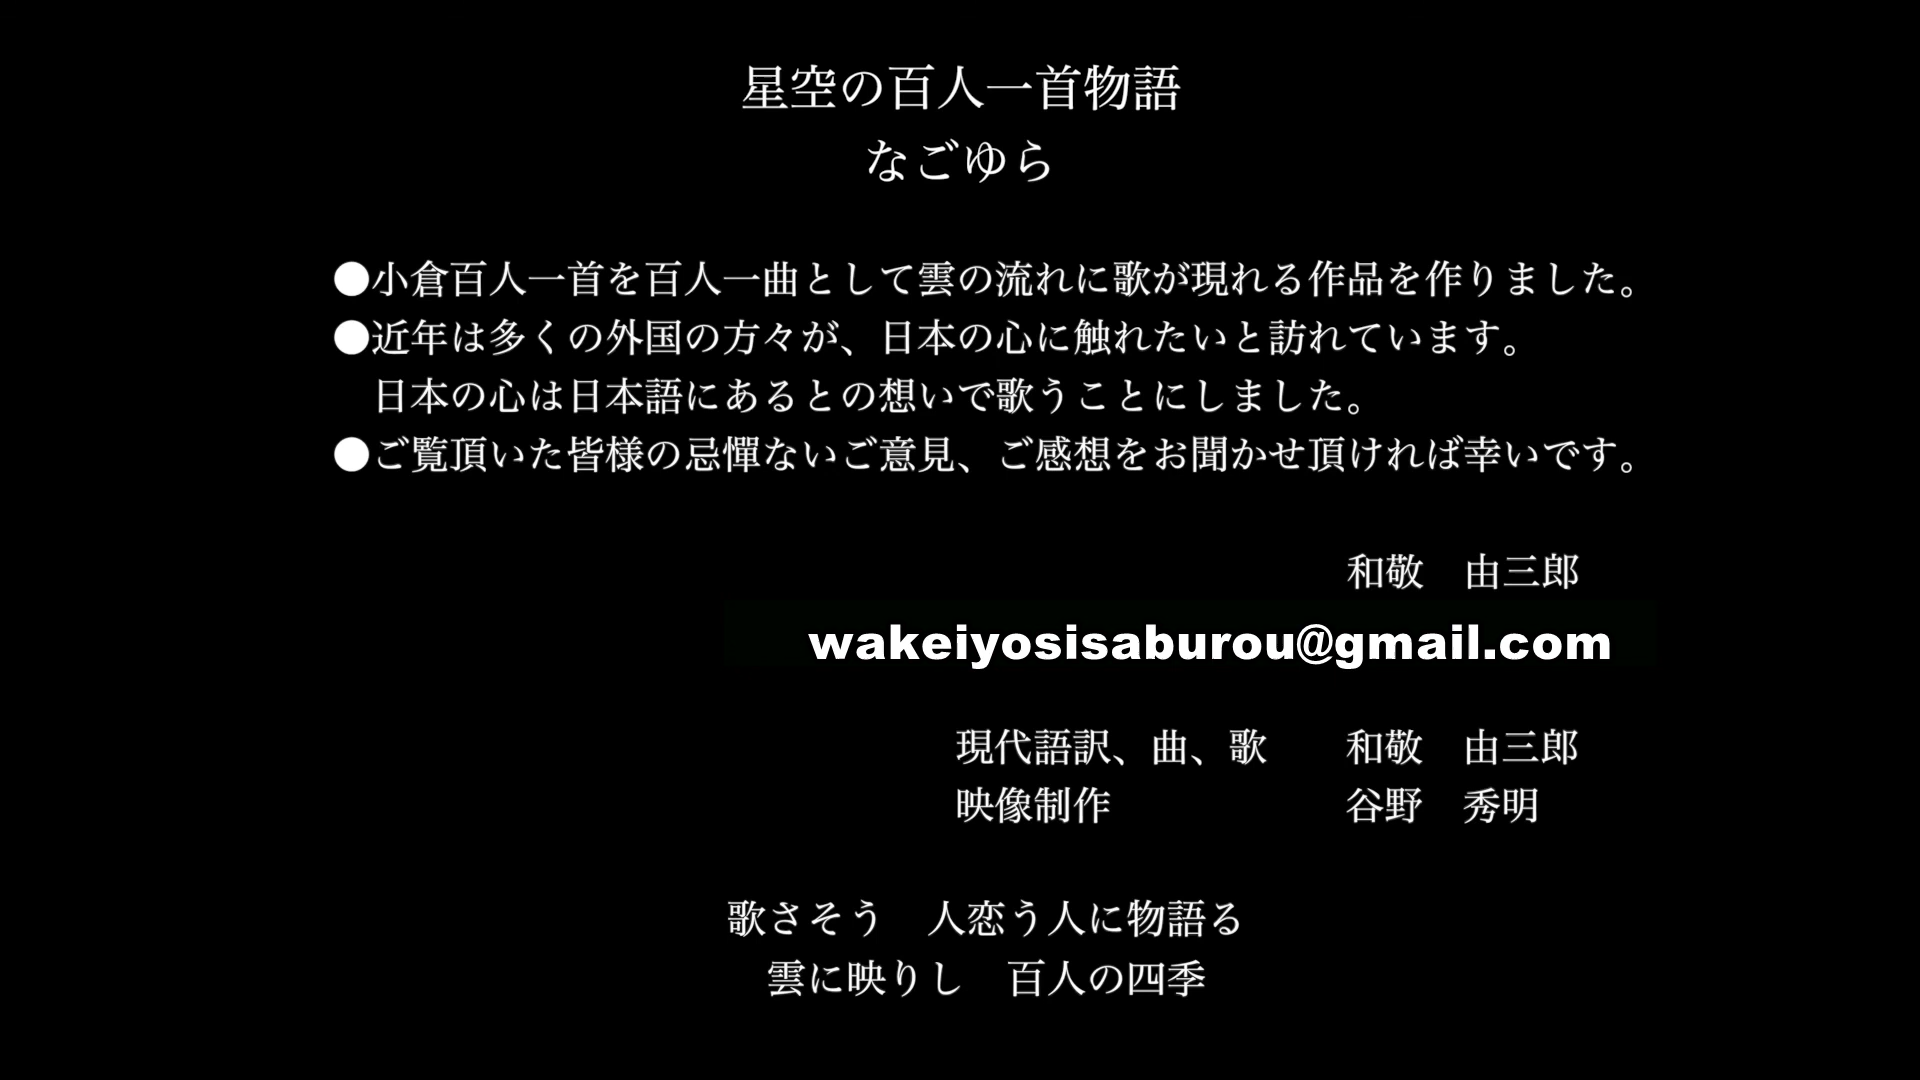 星空の百人一首物語
なごゆら
●小倉百人一首を百人一曲として雲の流れに歌が現れる作品を作りました。
●近年は多くの外国の方々が、日本の心に触れたいと訪れています。
　日本の心は日本語にあるとの想いで歌うことにしました。
●ご覧頂いた皆様の忌憚ないご意見、ご感想をお聞かせ頂ければ幸いです。
和敬　由三郎
wakeiyosisaburou@gmail.com
現代語訳、曲、歌　　和敬　由三郎
映像制作　　　　　　谷野　秀明
歌さそう　人恋う人に物語る
雲に映りし　百人の四季